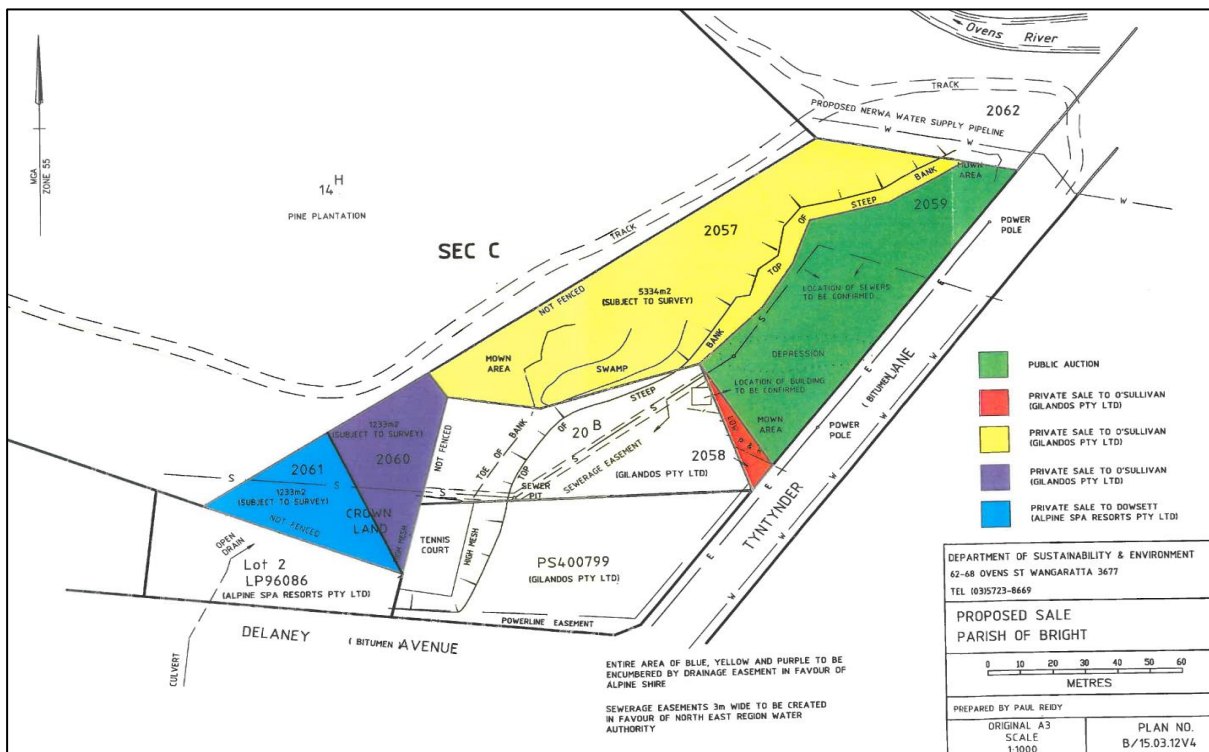 Ovens River
TRACK
2062
PROPOSED NERWA WATER SUPPLY PIPELINE
W
W
W
W
MGA
ZONE 55
14 H
PINE PLANTATION
TRACK
SEC C
2057
5334m2
(SUBJECT TO SURVEY)
NOT FENCED
MOWN
AREA
BANK
STEEP
OF
TOP
BANK
2059
POWER
POLE
LOCATION OF SEWERS
TO BE CONFIRMED
E
S
DEPRESSION
MOWN
AREA
SWAMP
LOCATION OF BUILDING
TO BE CONFIRMED
STEEP
MOWN
AREA
E
(BITUMEN)
LANE
POWER
POLE
W
W
1233m2
(SUBJECT TO SURVEY)
2060
NOT FENCED
TOE OF BANK
TOP
OF
20 B
S
S
SEWERAGE EASEMENT
2058
(GILANDOS PTY LTD)
2061
S
S
SEWER
PIT
1233m2
(SUBJECT TO SURVEY)
NOT FENCED
CROWN
LAND
HIGH MESH
TENNIS
COURT
HIGH MESH
E
TYNTYNDER
W
W
OPEN
DRAIN
Lot 2
LP96086
(ALPINE SPA RESORTS PTY LTD)
PS400799
(GILANDOS PTY LTD)
E
POWERLINE EASEMENT
DELANEY (BITUMEN) AVENUE
CULVERT
PUBLIC AUCTION
PRIVATE SALE TO O'SULLIVAN
(GILANDOS PTY LTD)
PRIVATE SALE TO O'SULLIVAN
(GILANDOS PTY LTD)
PRIVATE SALE TO O'SULLIVAN
(GILANDOS PTY LTD)
PRIVATE SALE TO DOWSETT
(ALPINE SPA RESORTS PTY LTD)
ENTIRE AREA OF BLUE, YELLOW AND PURPLE TO BE
ENCUMBERED BY DRAINAGE EASEMENT IN FAVOUR OF
ALPINE SHIRE
SEWERAGE EASEMENTS 3m WIDE TO BE CREATED
IN FAVOUR OF NORTH EAST REGION WATER
AUTHORITY
DEPARTMENT OF SUSTAINABILITY & ENVIRONMENT
62-68 OVENS ST WANGARATTA 3677
TEL (03)5723-8669
PROPOSED SALE
PARISH OF BRIGHT
0 10 20 30 40 50 60
METRES
PREPARED BY PAUL REIDY
ORIGINAL A3
SCALE
1:1000
PLAN NO.
B/15.03.12V4